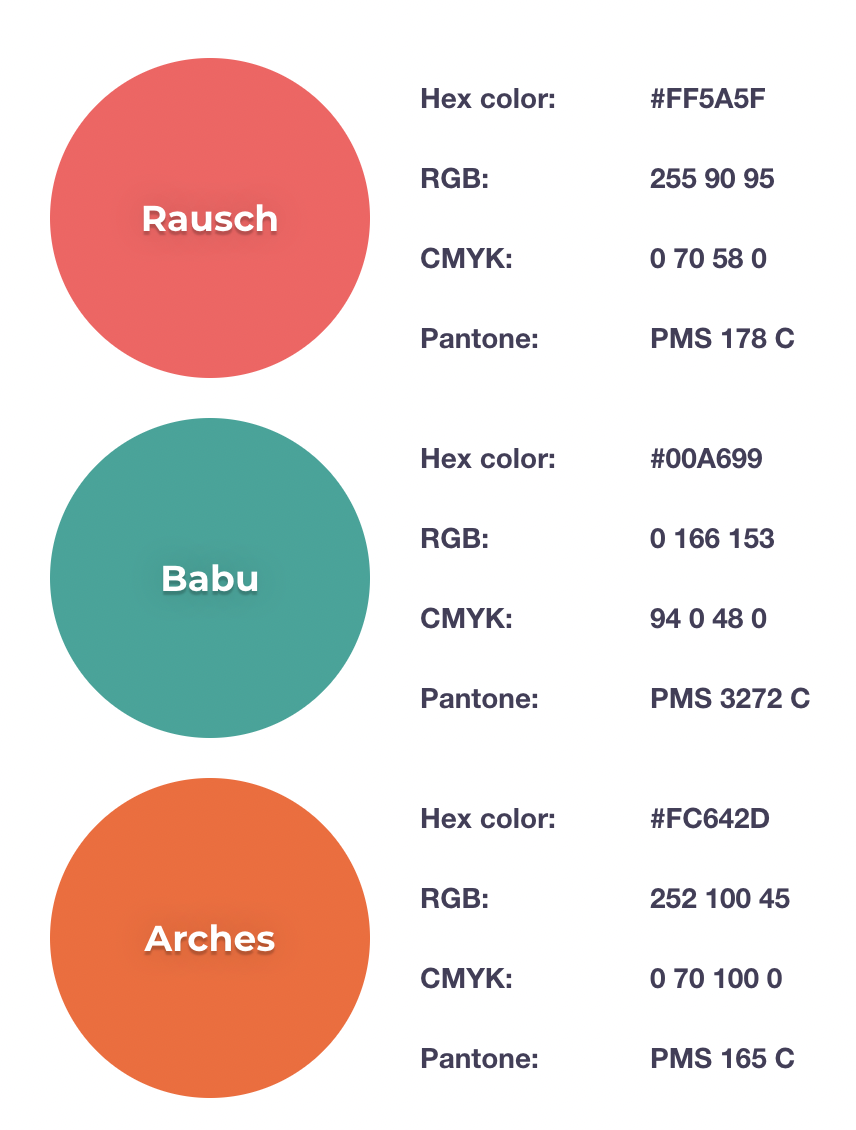 Rausch
Hex color: #FF5A5F
RGB: 255 90 95
CMYK: 0 70 58 0
Pantone: PMS 178 C
Babu
Hex color: #00A699
RGB: 0 166 153
CMYK: 94 0 48 0
Pantone: PMS 3272 C
Arches
Hex color: #FC642D
RGB: 252 100 45
CMYK: 0 70 100 0
Pantone: PMS 165 C